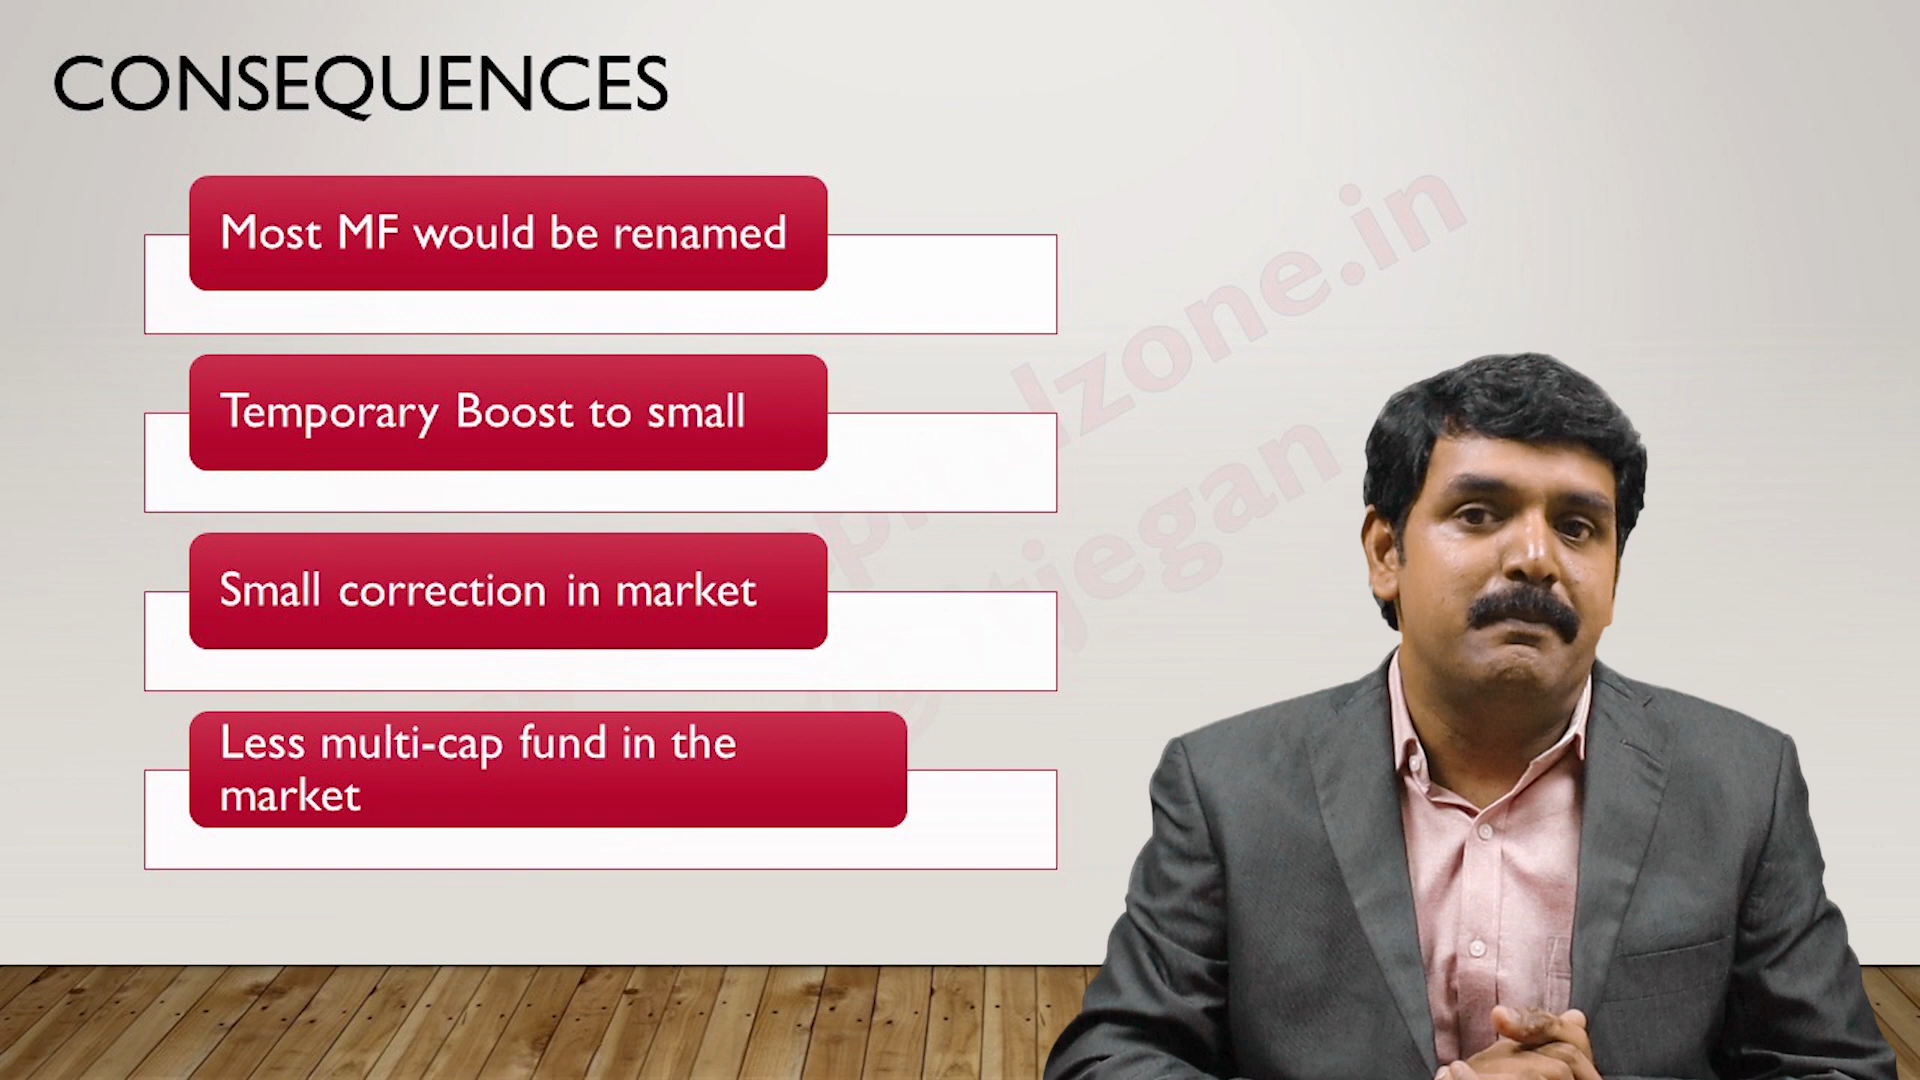 CONSEQUENCES
Most MF would be renamed
Temporary Boost to small
Small correction in market
Less multi-cap fund in the
market